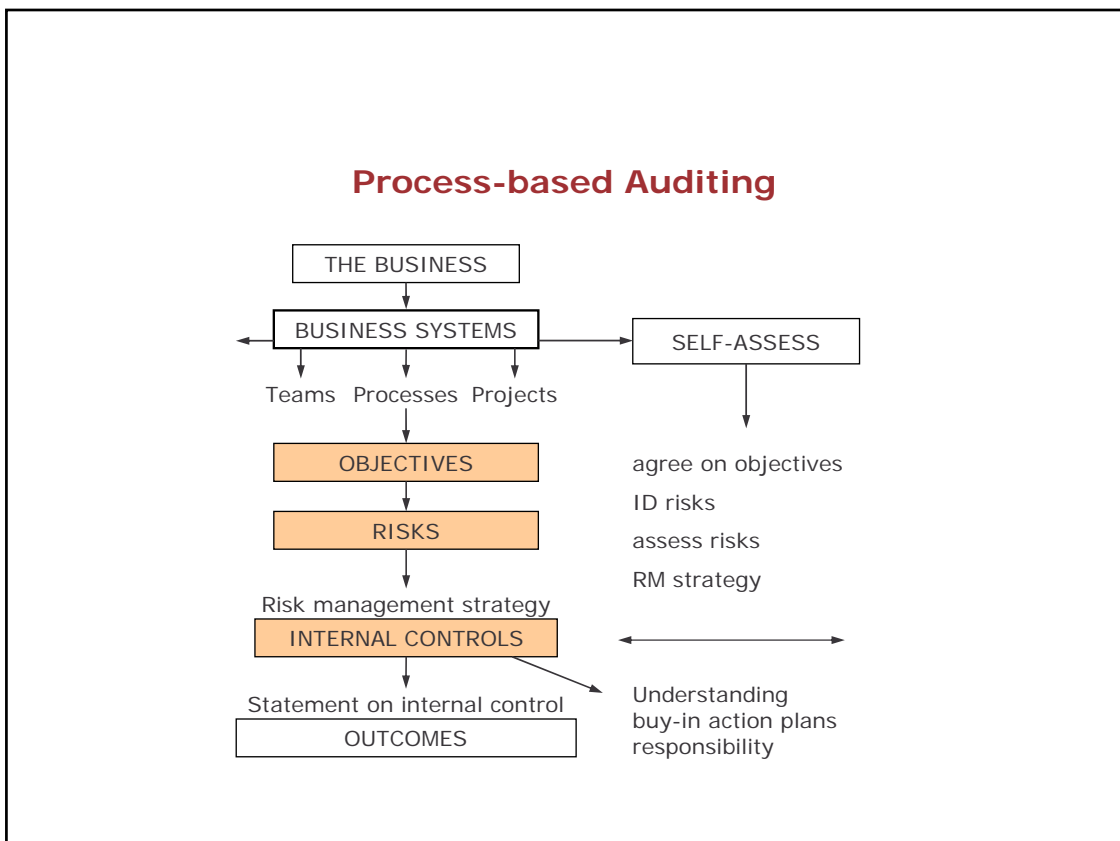 Process-based Auditing
THE BUSINESS
BUSINESS SYSTEMS
SELF-ASSESS
Teams Processes Projects
OBJECTIVES
RISKS
Risk management strategy
INTERNAL CONTROLS
Statement on internal control
OUTCOMES
agree on objectives
ID risks
assess risks
RM strategy
Understanding
buy-in action plans
responsibility